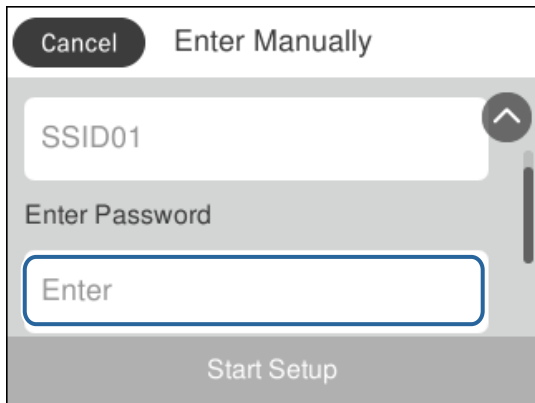 Cancel Enter Manually
SSID01
Enter Password
Enter
Start Setup